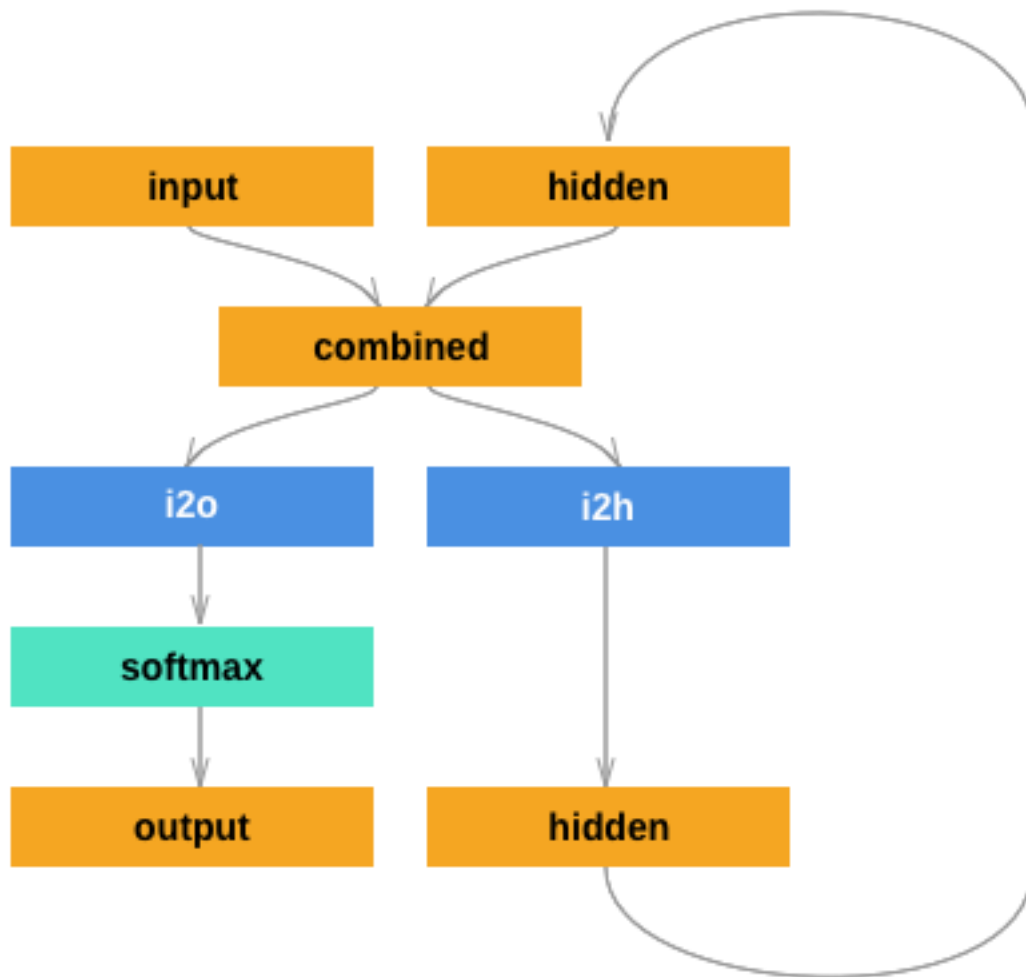 input
hidden
combined
i2o
i2h
softmax
output
hidden